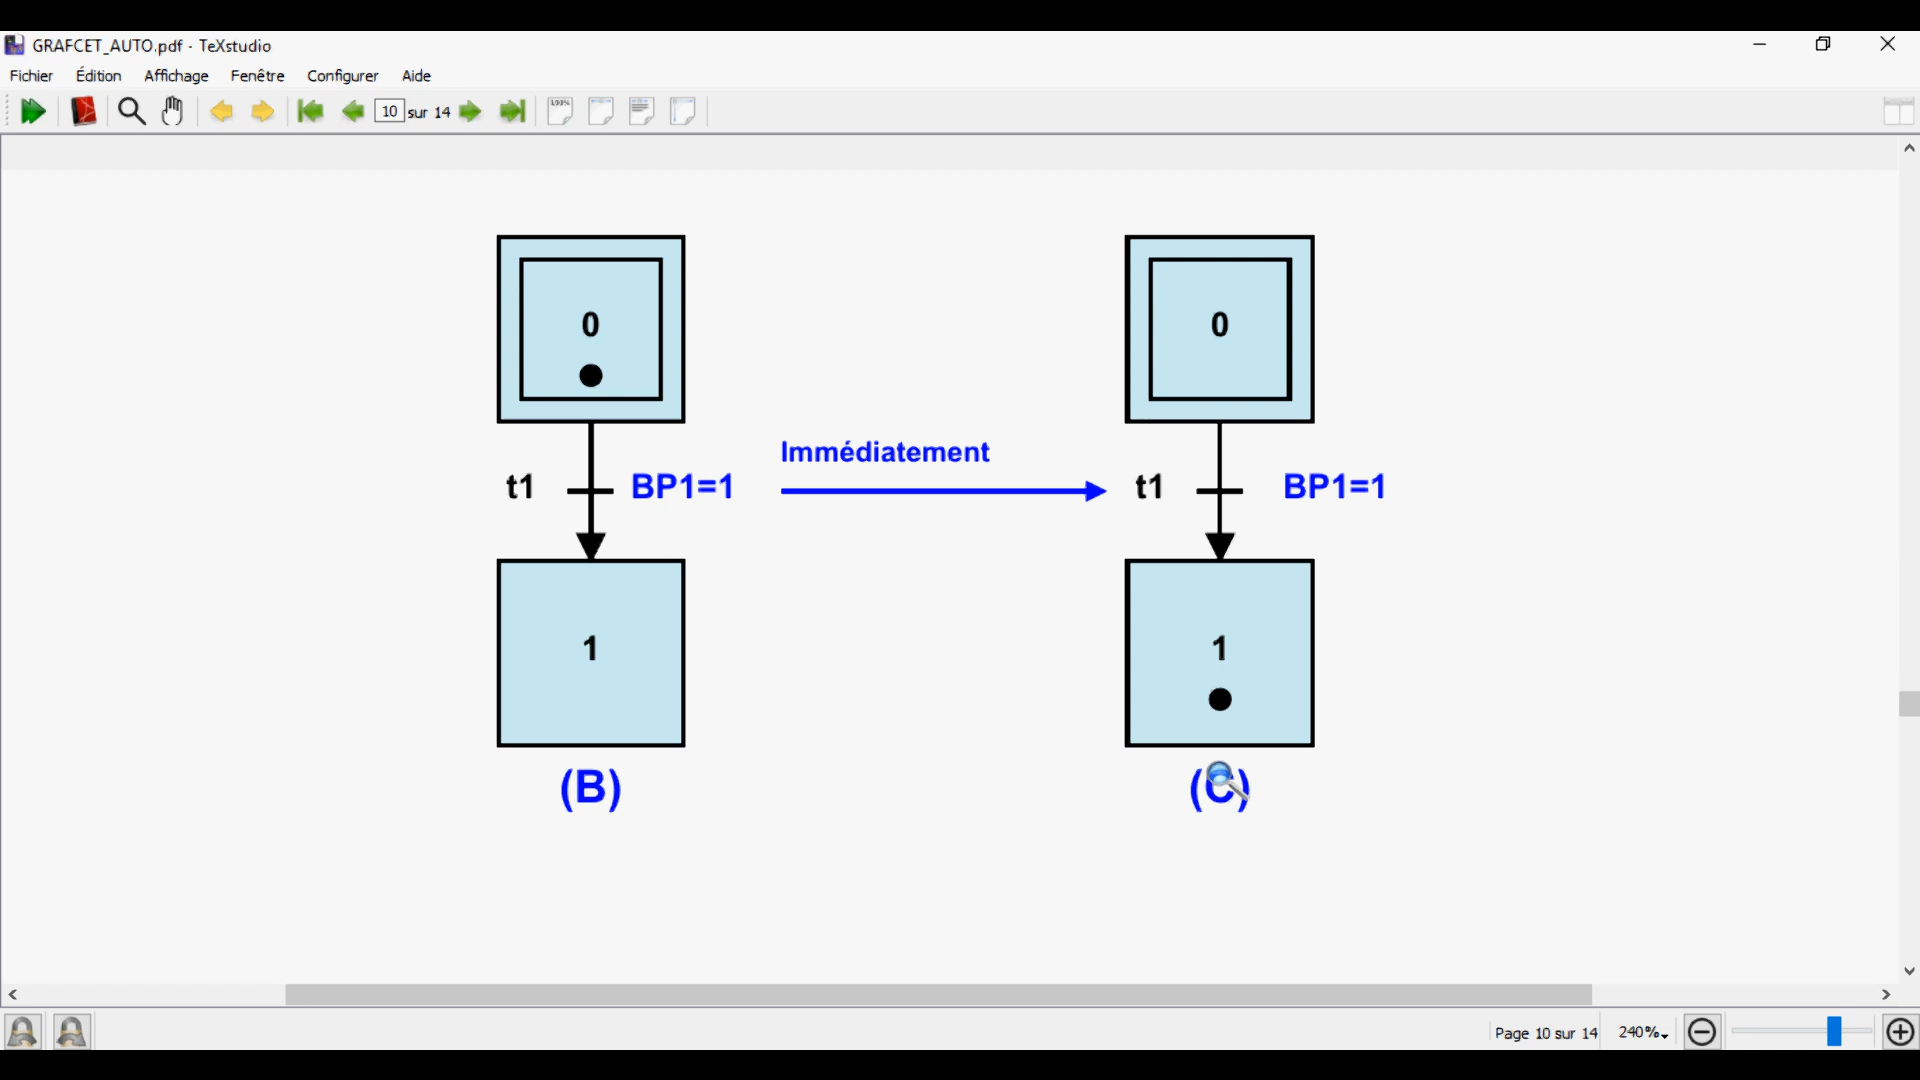 GRAFCET_AUTO.pdf - TeXstudio
Fichier Édition Affichage Fenêtre Configurer Aide
10 sur 14 100%
0 0
Immédiatement
t1 BP1=1 t1 BP1=1
1 1
(B) (C)
Page 10 sur 14 240%